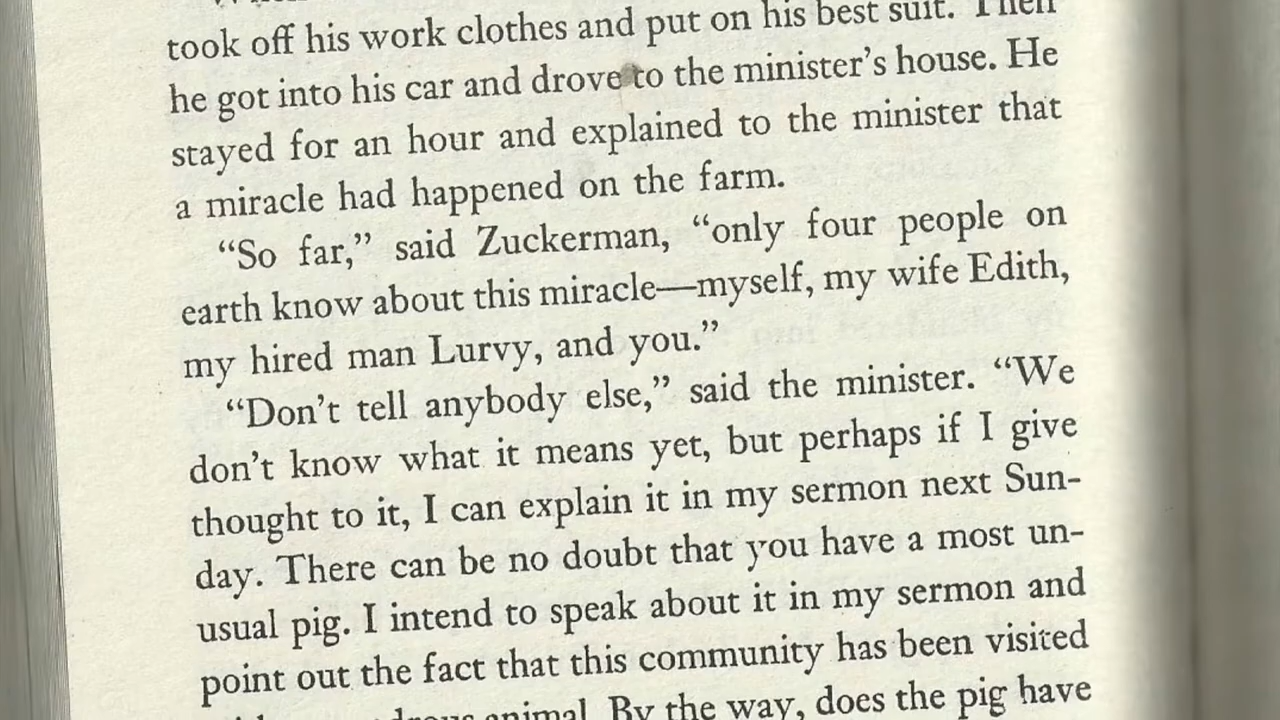 took off his work clothes and put on his best suit. Then
he got into his car and drove to the minister's house. He
stayed for an hour and explained to the minister that
a miracle had happened on the farm.
“So far,” said Zuckerman, “only four people on
earth know about this miracle—myself, my wife Edith,
my hired man Lurvy, and you.”
“Don't tell anybody else,” said the minister. “We
don't know what it means yet, but perhaps if I give
thought to it, I can explain it in my sermon next Sun-
day. There can be no doubt that you have a most un-
usual pig. I intend to speak about it in my sermon and
point out the fact that this community has been visited
animal. By the way, does the pig have